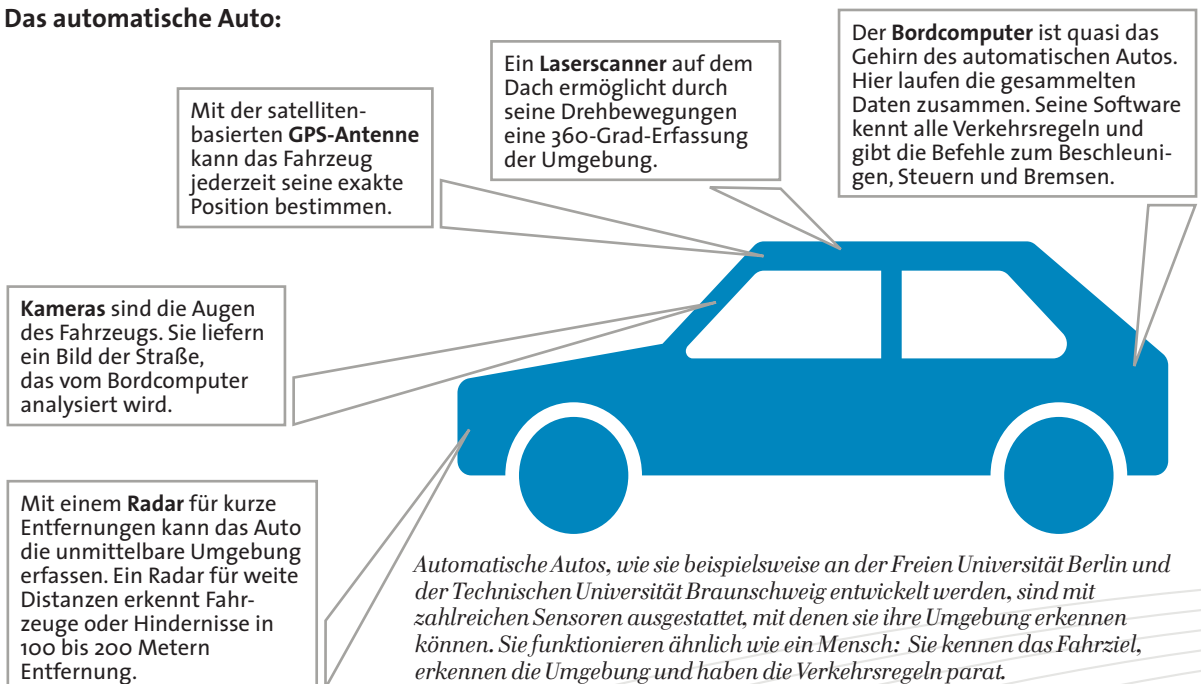 Das automatische Auto:
Mit der satelliten-
basierten GPS-Antenne
kann das Fahrzeug
jederzeit seine exakte
Position bestimmen.
Ein Laserscanner auf dem
Dach ermöglicht durch
seine Drehbewegungen
eine 360-Grad-Erfassung
der Umgebung.
Der Bordcomputer ist quasi das
Gehirn des automatischen Autos.
Hier laufen die gesammelten
Daten zusammen. Seine Software
kennt alle Verkehrsregeln und
gibt die Befehle zum Beschleuni-
gen, Steuern und Bremsen.
Kameras sind die Augen
des Fahrzeugs. Sie liefern
ein Bild der Straße,
das vom Bordcomputer
analysiert wird.
Mit einem Radar für kurze
Entfernungen kann das Auto
die unmittelbare Umgebung
erfassen. Ein Radar für weite
Distanzen erkennt Fahr-
zeuge oder Hindernisse in
100 bis 200 Metern
Entfernung.
Automatische Autos, wie sie beispielsweise an der Freien Universität Berlin und
der Technischen Universität Braunschweig entwickelt werden, sind mit
zahlreichen Sensoren ausgestattet, mit denen sie ihre Umgebung erkennen
können. Sie funktionieren ähnlich wie ein Mensch: Sie kennen das Fahrziel,
erkennen die Umgebung und haben die Verkehrsregeln parat.